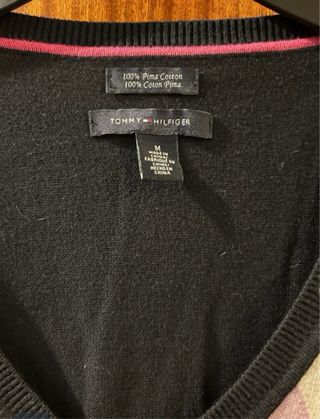 100% Pima Cotton
100% Coton Pima
TOMMY HILFIGER
M
MADE IN
CHINA/
FABRIQUÉ EN
CHINE/
HECHO EN
CHINA